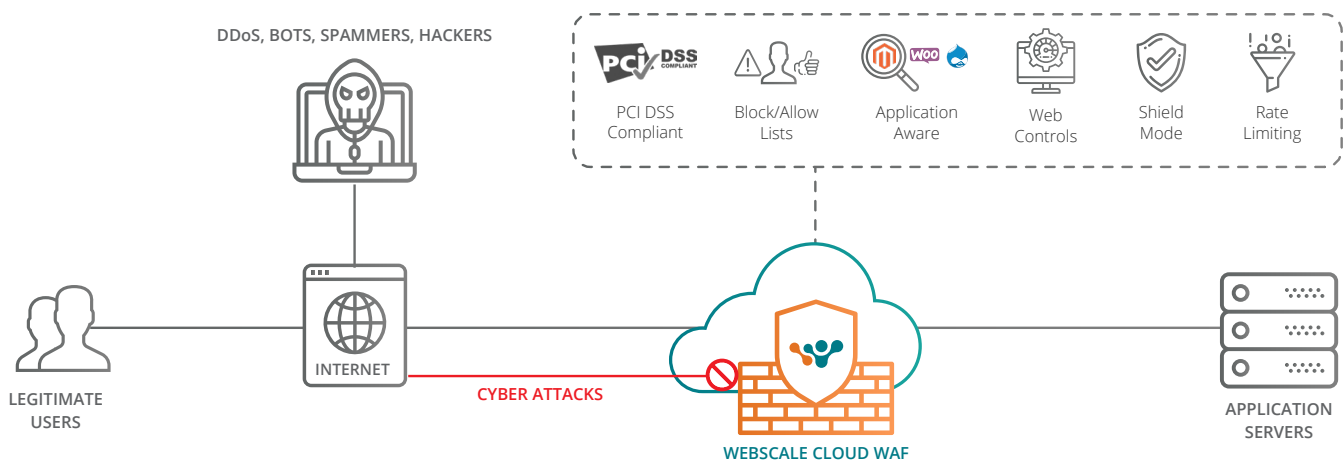 DDoS, BOTS, SPAMMERS, HACKERS
PCi DSS
COMPLIANT
WOO
PCI DSS
Compliant
Block/Allow
Lists
Application
Aware
Web
Controls
Shield
Mode
Rate
Limiting
INTERNET
CYBER ATTACKS
LEGITIMATE
USERS
WEBSCALE CLOUD WAF
APPLICATION
SERVERS